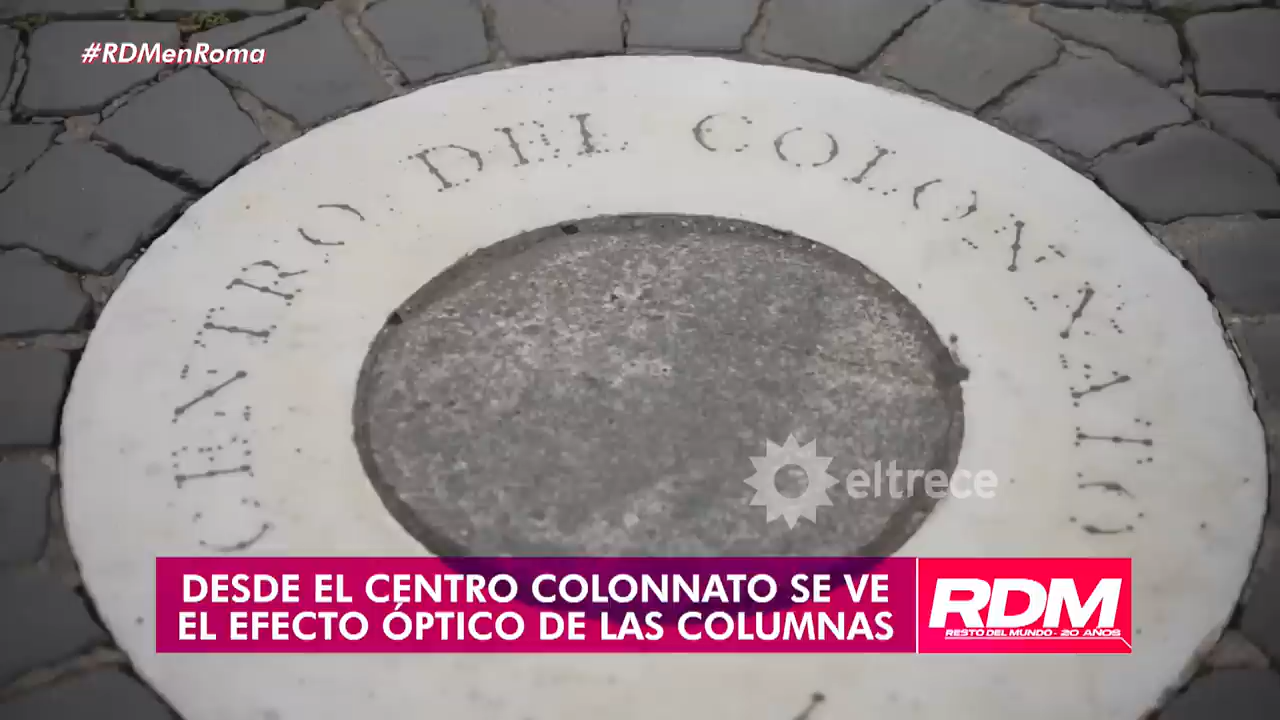 #RDMenRoma
CENTRO DEL COLONNATO
eltrece
DESDE EL CENTRO COLONNATO SE VE
EL EFECTO ÓPTICO DE LAS COLUMNAS
RDM
RESTO DEL MUNDO - 20 AÑOS